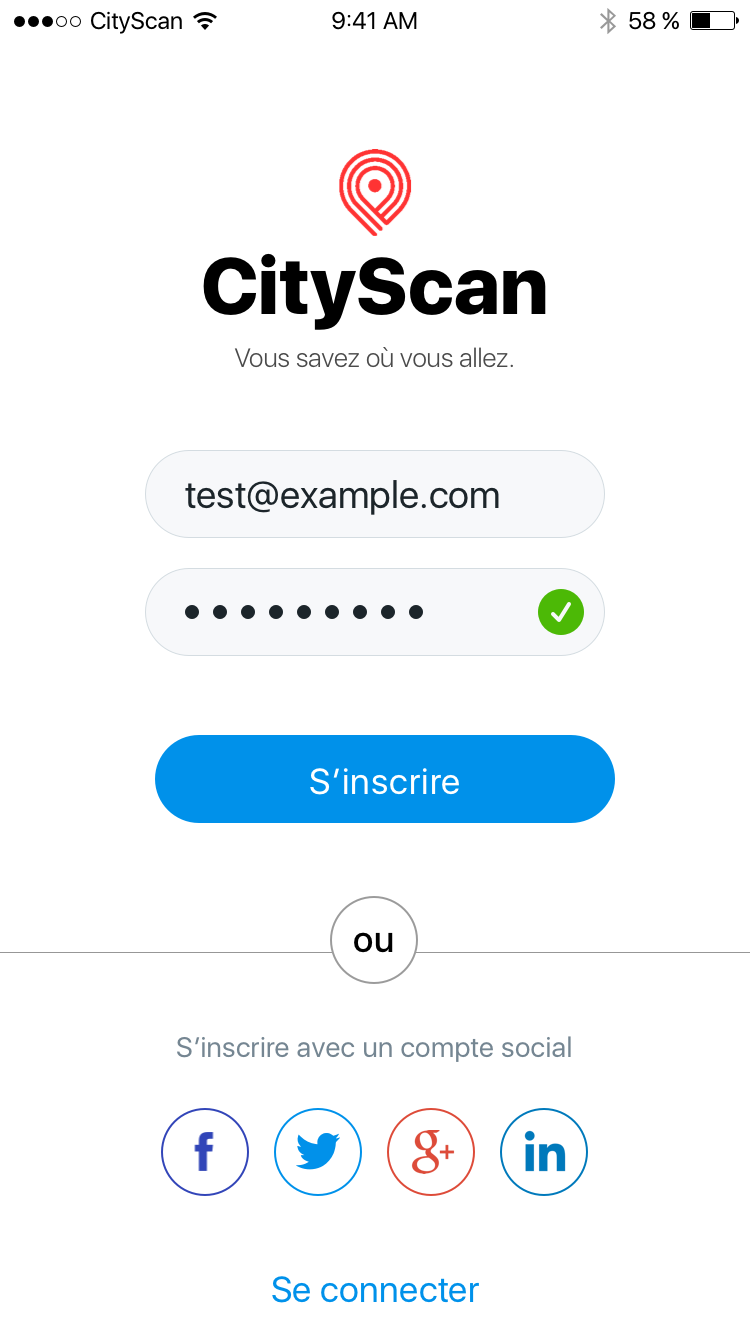 CityScan 9:41 AM 58 %
CityScan
Vous savez où vous allez.
test@example.com
•••••••••
S’inscrire
ou
S’inscrire avec un compte social
f g+ in
Se connecter